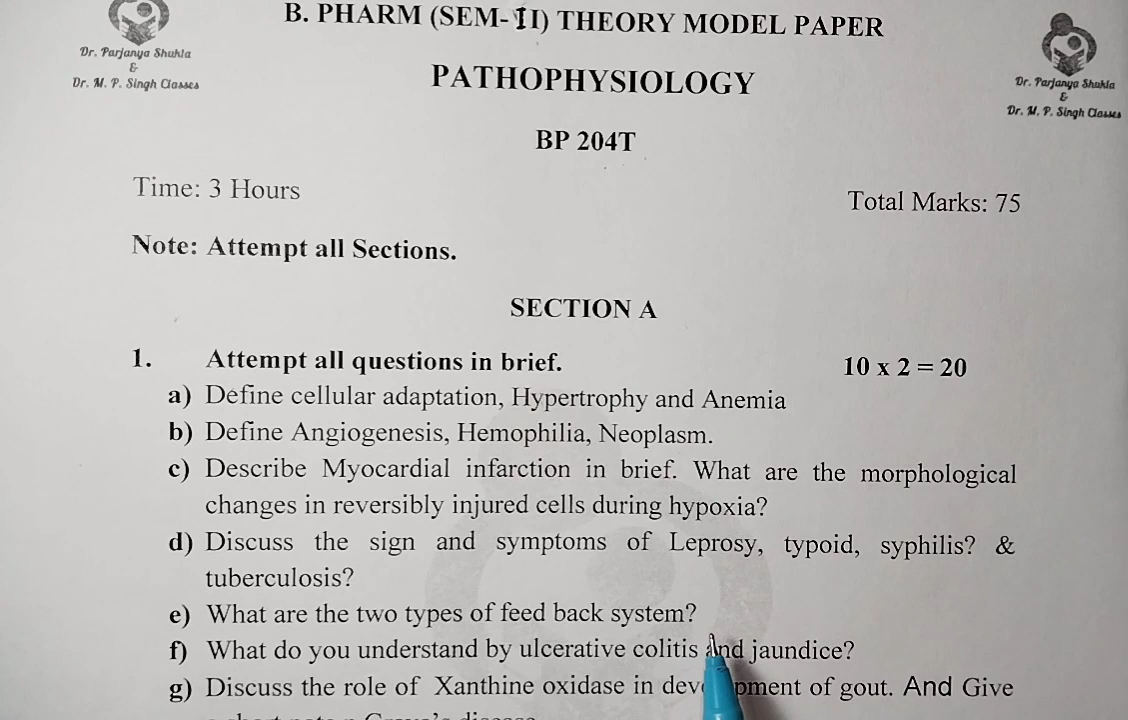 B. PHARM (SEM-II) THEORY MODEL PAPER
Dr. Parjanya Shukla
&
Dr. M. P. Singh Classes
PATHOPHYSIOLOGY
Dr. Parjanya Shukla
&
Dr. M. P. Singh Classes
BP 204T
Time: 3 Hours
Total Marks: 75
Note: Attempt all Sections.
SECTION A
1. Attempt all questions in brief. 10 x 2 = 20
a) Define cellular adaptation, Hypertrophy and Anemia
b) Define Angiogenesis, Hemophilia, Neoplasm.
c) Describe Myocardial infarction in brief. What are the morphological
changes in reversibly injured cells during hypoxia?
d) Discuss the sign and symptoms of Leprosy, typoid, syphilis? &
tuberculosis?
e) What are the two types of feed back system?
f) What do you understand by ulcerative colitis and jaundice?
g) Discuss the role of Xanthine oxidase in of gout. And Give